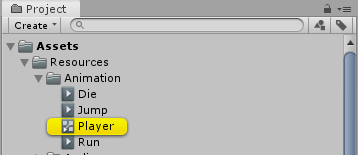 Project
Create
Assets
Resources
Animation
Die
Jump
Player
Run